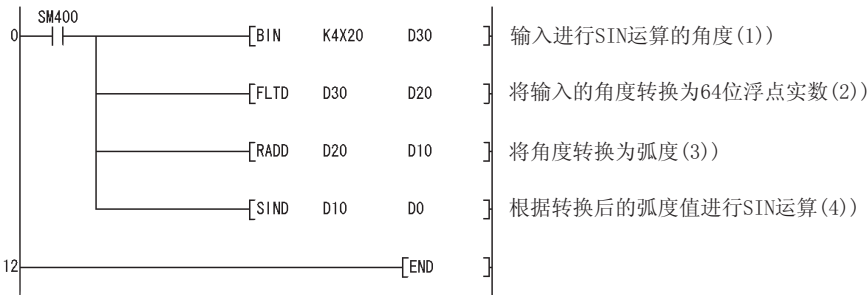 SM400
0 [BIN K4X20 D30 ] 输入进行SIN运算的角度(1))
[FLTD D30 D20 ] 将输入的角度转换为64位浮点实数(2))
[RADD D20 D10 ] 将角度转换为弧度(3))
[SIND D10 D0 ] 根据转换后的弧度值进行SIN运算(4))
12 [END ]